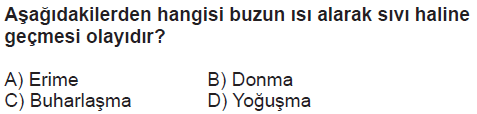 Aşağıdakilerden hangisi buzun ısı alarak sıvı haline
geçmesi olayıdır?
A) Erime B) Donma
C) Buharlaşma D) Yoğuşma